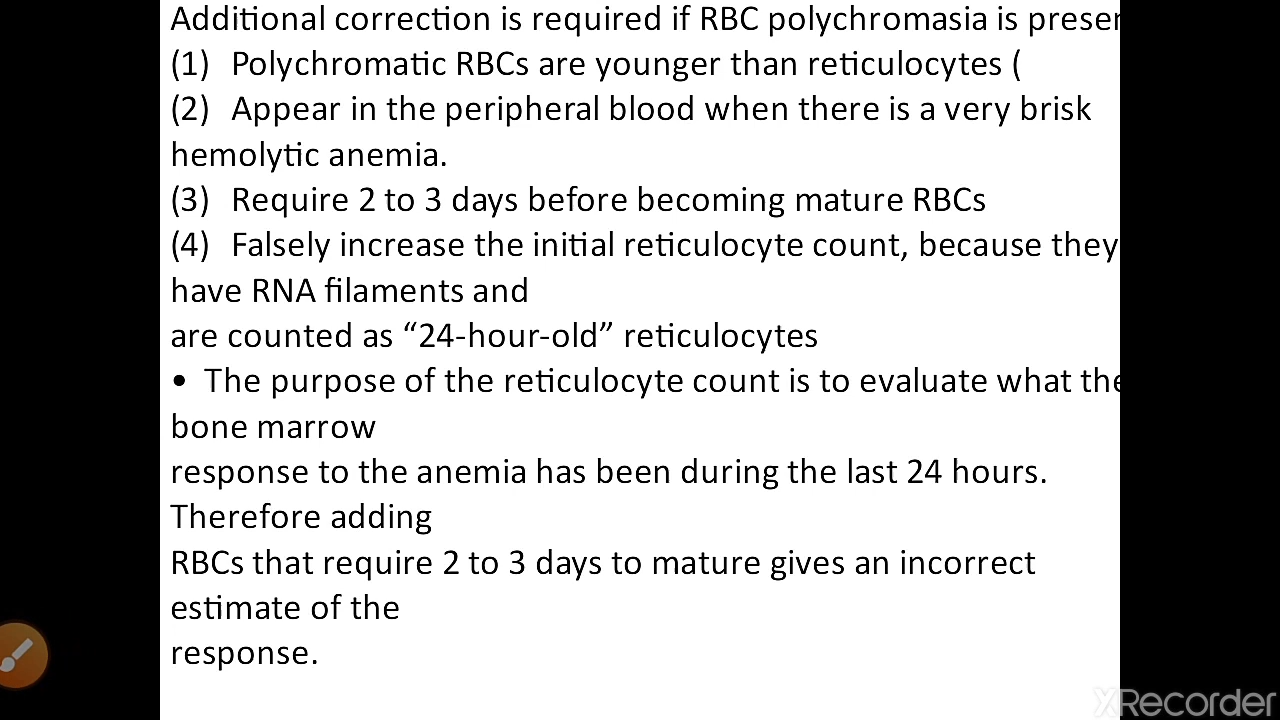 Additional correction is required if RBC polychromasia is presen
(1) Polychromatic RBCs are younger than reticulocytes (
(2) Appear in the peripheral blood when there is a very brisk
hemolytic anemia.
(3) Require 2 to 3 days before becoming mature RBCs
(4) Falsely increase the initial reticulocyte count, because they
have RNA filaments and
are counted as “24-hour-old” reticulocytes
• The purpose of the reticulocyte count is to evaluate what the
bone marrow
response to the anemia has been during the last 24 hours.
Therefore adding
RBCs that require 2 to 3 days to mature gives an incorrect
estimate of the
response.
XRecorder